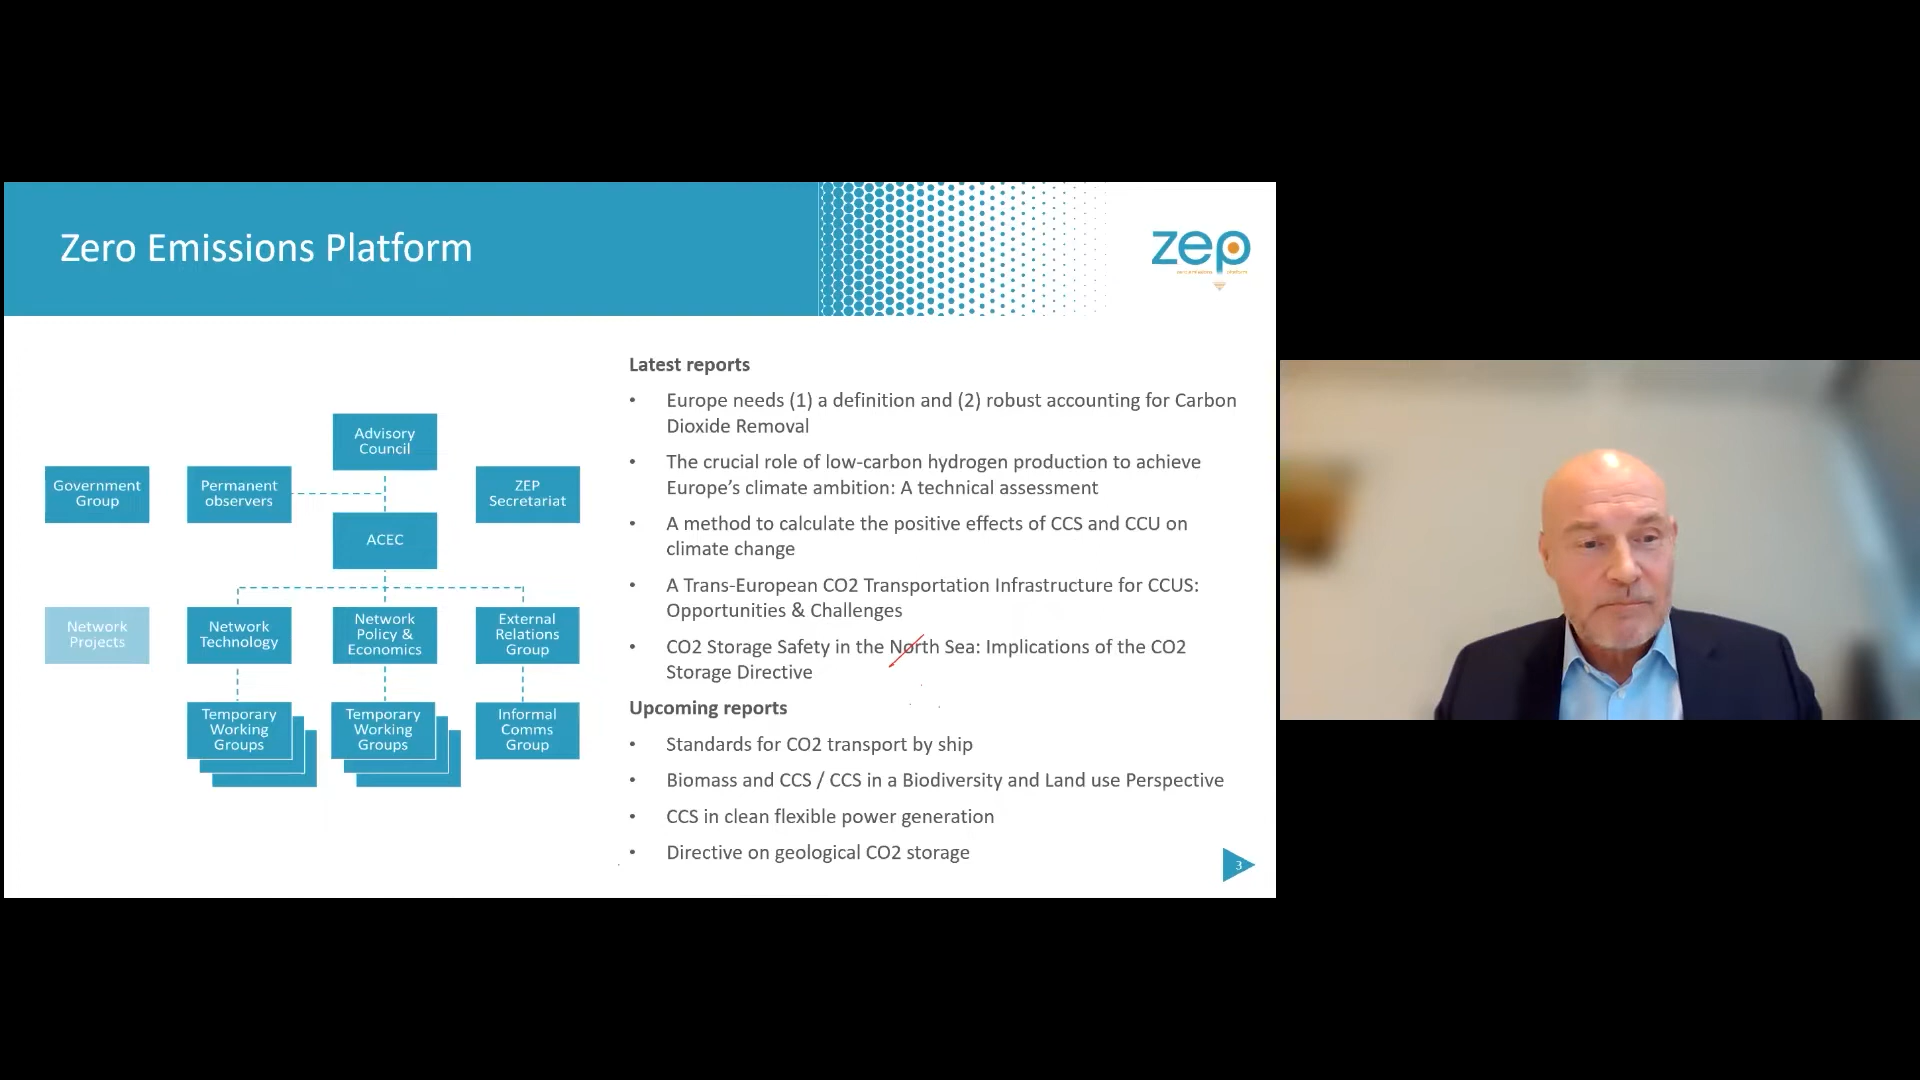 Zero Emissions Platform
zep
Advisory
Council
Government
Group
Permanent
observers
ZEP
Secretariat
ACEC
Network
Projects
Network
Technology
Network
Policy &
Economics
External
Relations
Group
Temporary
Working
Groups
Temporary
Working
Groups
Informal
Comms
Group
Latest reports
• Europe needs (1) a definition and (2) robust accounting for Carbon
Dioxide Removal
• The crucial role of low-carbon hydrogen production to achieve
Europe’s climate ambition: A technical assessment
• A method to calculate the positive effects of CCS and CCU on
climate change
• A Trans-European CO2 Transportation Infrastructure for CCUS:
Opportunities & Challenges
• CO2 Storage Safety in the North Sea: Implications of the CO2
Storage Directive
Upcoming reports
• Standards for CO2 transport by ship
• Biomass and CCS / CCS in a Biodiversity and Land use Perspective
• CCS in clean flexible power generation
• Directive on geological CO2 storage
3